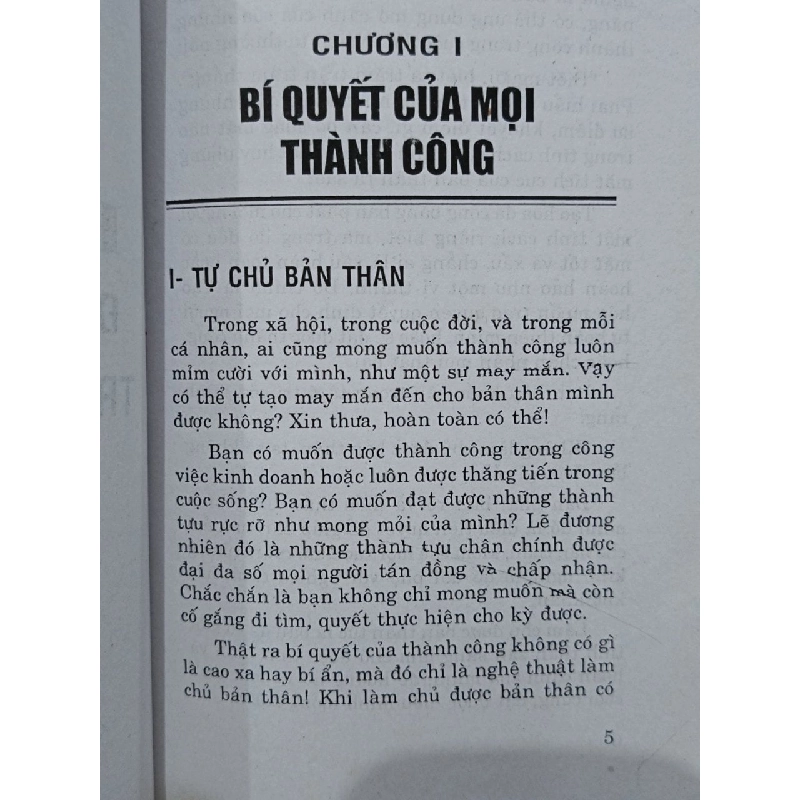 CHƯƠNG I
BÍ QUYẾT CỦA MỌI
THÀNH CÔNG
I- TỰ CHỦ BẢN THÂN
Trong xã hội, trong cuộc đời, và trong mỗi
cá nhân, ai cũng mong muốn thành công luôn
mỉm cười với mình, như một sự may mắn. Vạy
có thể tự tạo may mắn đến cho bản thân mình
được không? Xin thưa, hoàn toàn có thể!
Bạn có muốn được thành công trong công
việc kinh doanh hoặc luôn được thăng tiến trong
cuộc sống? Bạn có muốn đạt được những thành
tựu rực rỡ như mong mỏi của mình? Lẽ đương
nhiên đó là những thành tựu chân chính được
đại đa số mọi người tán đồng và chấp nhận.
Chắc chắn là bạn không chỉ mong muốn mà còn
cố gắng đi tìm, quyết thực hiện cho kỳ được.
Thật ra bí quyết của thành công không có gì
là cao xa hay bí ẩn, mà đó chỉ là nghệ thuật làm
chủ bản thân! Khi làm chủ được bản thân có
5